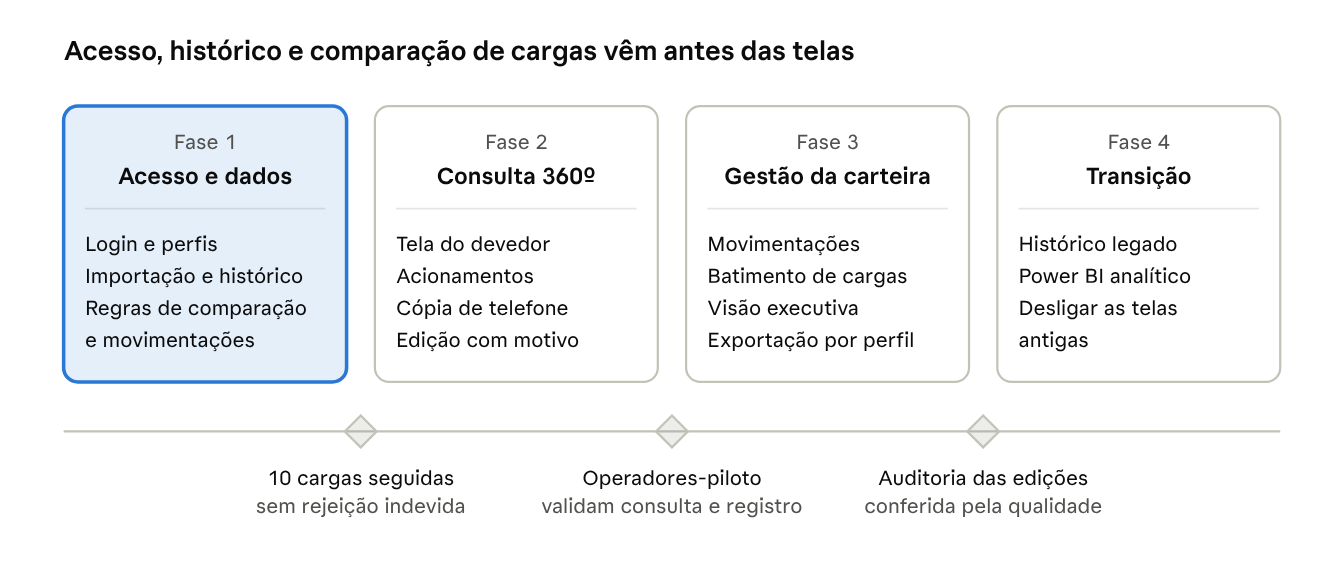 Acesso, histórico e comparação de cargas vêm antes das telas
Fase 1
Acesso e dados
Login e perfis
Importação e histórico
Regras de comparação
e movimentações
Fase 2
Consulta 360º
Tela do devedor
Acionamentos
Cópia de telefone
Edição com motivo
Fase 3
Gestão da carteira
Movimentações
Batimento de cargas
Visão executiva
Exportação por perfil
Fase 4
Transição
Histórico legado
Power BI analítico
Desligar as telas
antigas
10 cargas seguidas
sem rejeição indevida
Operadores-piloto
validam consulta e registro
Auditoria das edições
conferida pela qualidade